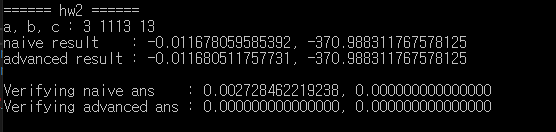 ====== hw2 ======
a, b, c : 3 1113 13
naive result    : -0.011678059585392, -370.988311767578125
advanced result : -0.011680511757731, -370.988311767578125
Verifying naive ans    : 0.002728462219238, 0.000000000000000
Verifying advanced ans : 0.000000000000000, 0.000000000000000